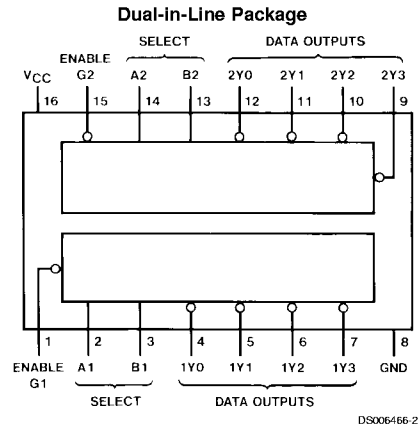 Dual-in-Line Package
ENABLE SELECT DATA OUTPUTS
VCC G2 A2 B2 2Y0 2Y1 2Y2 2Y3
16 15 14 13 12 11 10 9
1 2 3 4 5 6 7 8
ENABLE A1 B1 1Y0 1Y1 1Y2 1Y3 GND
G1
SELECT DATA OUTPUTS
DS006466-2